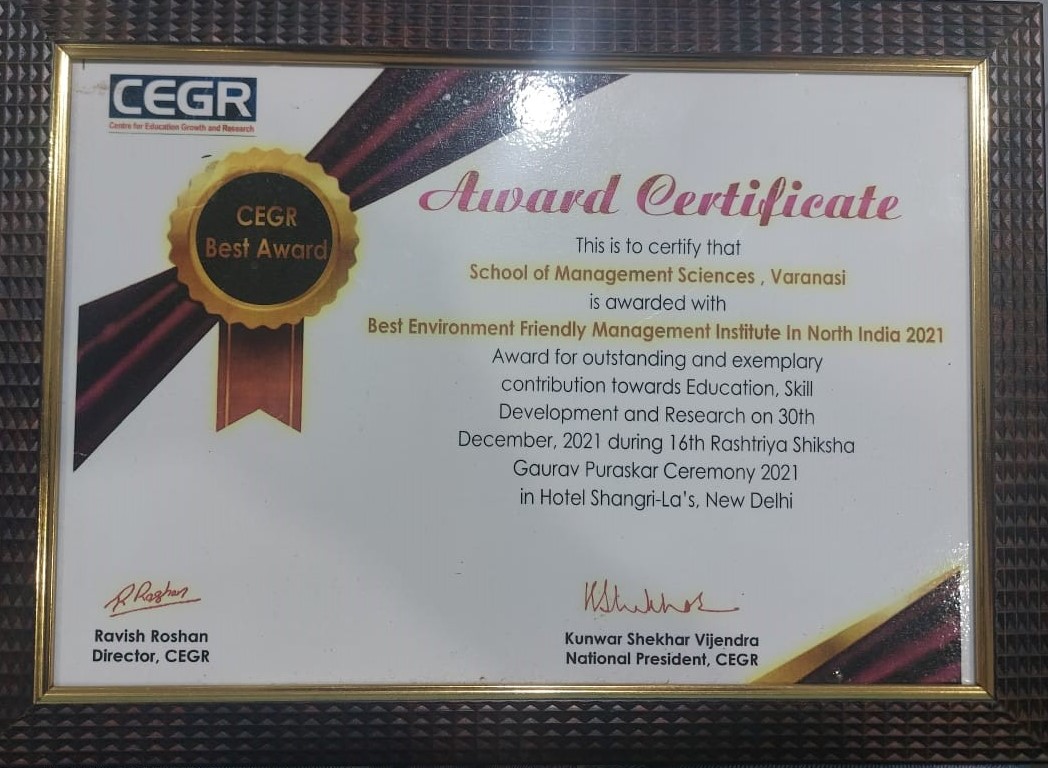 CEGR
Centre for Education Growth and Research
CEGR
Best Award
Award Certificate
This is to certify that
School of Management Sciences , Varanasi
is awarded with
Best Environment Friendly Management Institute In North India 2021
Award for outstanding and exemplary
contribution towards Education, Skill
Development and Research on 30th
December, 2021 during 16th Rashtriya Shiksha
Gaurav Puraskar Ceremony 2021
in Hotel Shangri-La's, New Delhi
R Roshan
Ravish Roshan
Director, CEGR
Kunwar Shekhar Vijendra
National President, CEGR